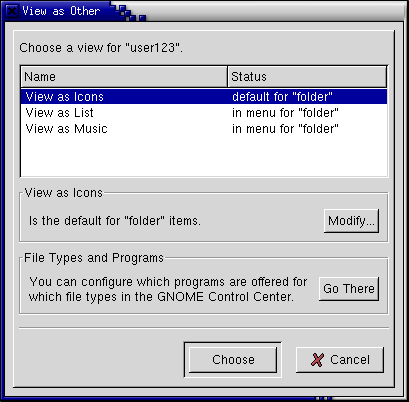 View as Other
Choose a view for "user123".
Name Status
View as Icons default for "folder"
View as List in menu for "folder"
View as Music in menu for "folder"
View as Icons
Is the default for "folder" items. Modify...
File Types and Programs
You can configure which programs are offered for
which file types in the GNOME Control Center. Go There
Choose Cancel